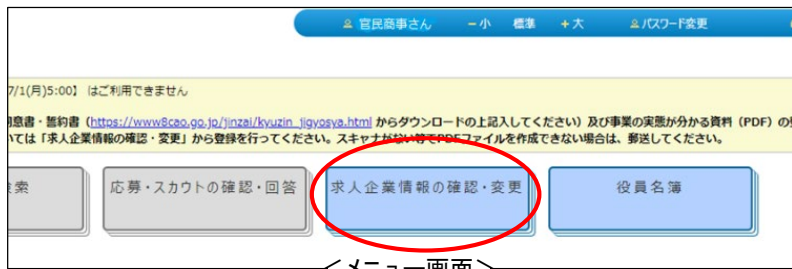 官民商事さん －小 標準 ＋大 パスワード変更
7/1(月)5:00】 はご利用できません
意書・誓約書（https://www8cao.go.jp/jinzai/kyuzin_jigyosya.html からダウンロードの上記入してください）及び事業の実態が分かる資料（PDF）の
いては「求人企業情報の確認・変更」から登録を行ってください。スキャナがない等でPDFファイルを作成できない場合は、郵送してください。
索 応募・スカウトの確認・回答 求人企業情報の確認・変更 役員名簿
＜メニュー画面＞